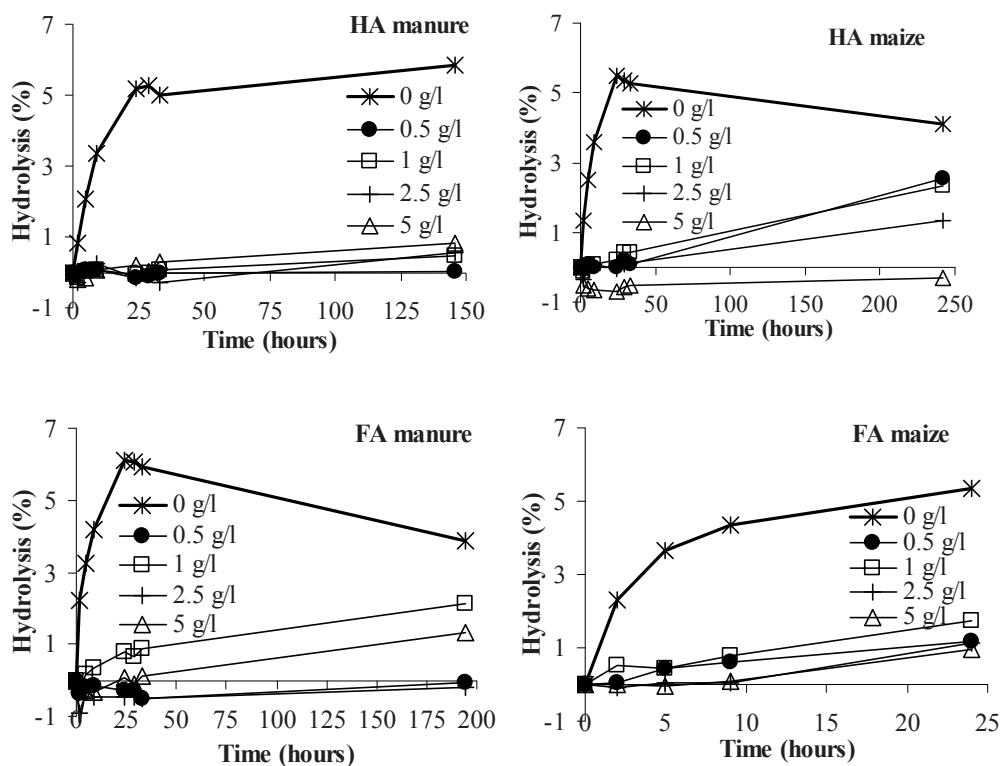 HA manure
7
5
3
1
-1
Hydrolysis (%)
0 g/l
0.5 g/l
1 g/l
2.5 g/l
5 g/l
0 25 50 75 100 125 150
Time (hours)
HA maize
7
5
3
1
-1
Hydrolysis (%)
0 g/l
0.5 g/l
1 g/l
2.5 g/l
5 g/l
0 50 100 150 200 250
Time (hours)
FA manure
7
5
3
1
-1
Hydrolysis (%)
0 g/l
0.5 g/l
1 g/l
2.5 g/l
5 g/l
0 25 50 75 100 125 150 175 200
Time (hours)
FA maize
7
5
3
1
-1
Hydrolysis (%)
0 g/l
0.5 g/l
1 g/l
2.5 g/l
5 g/l
0 5 10 15 20 25
Time (hours)